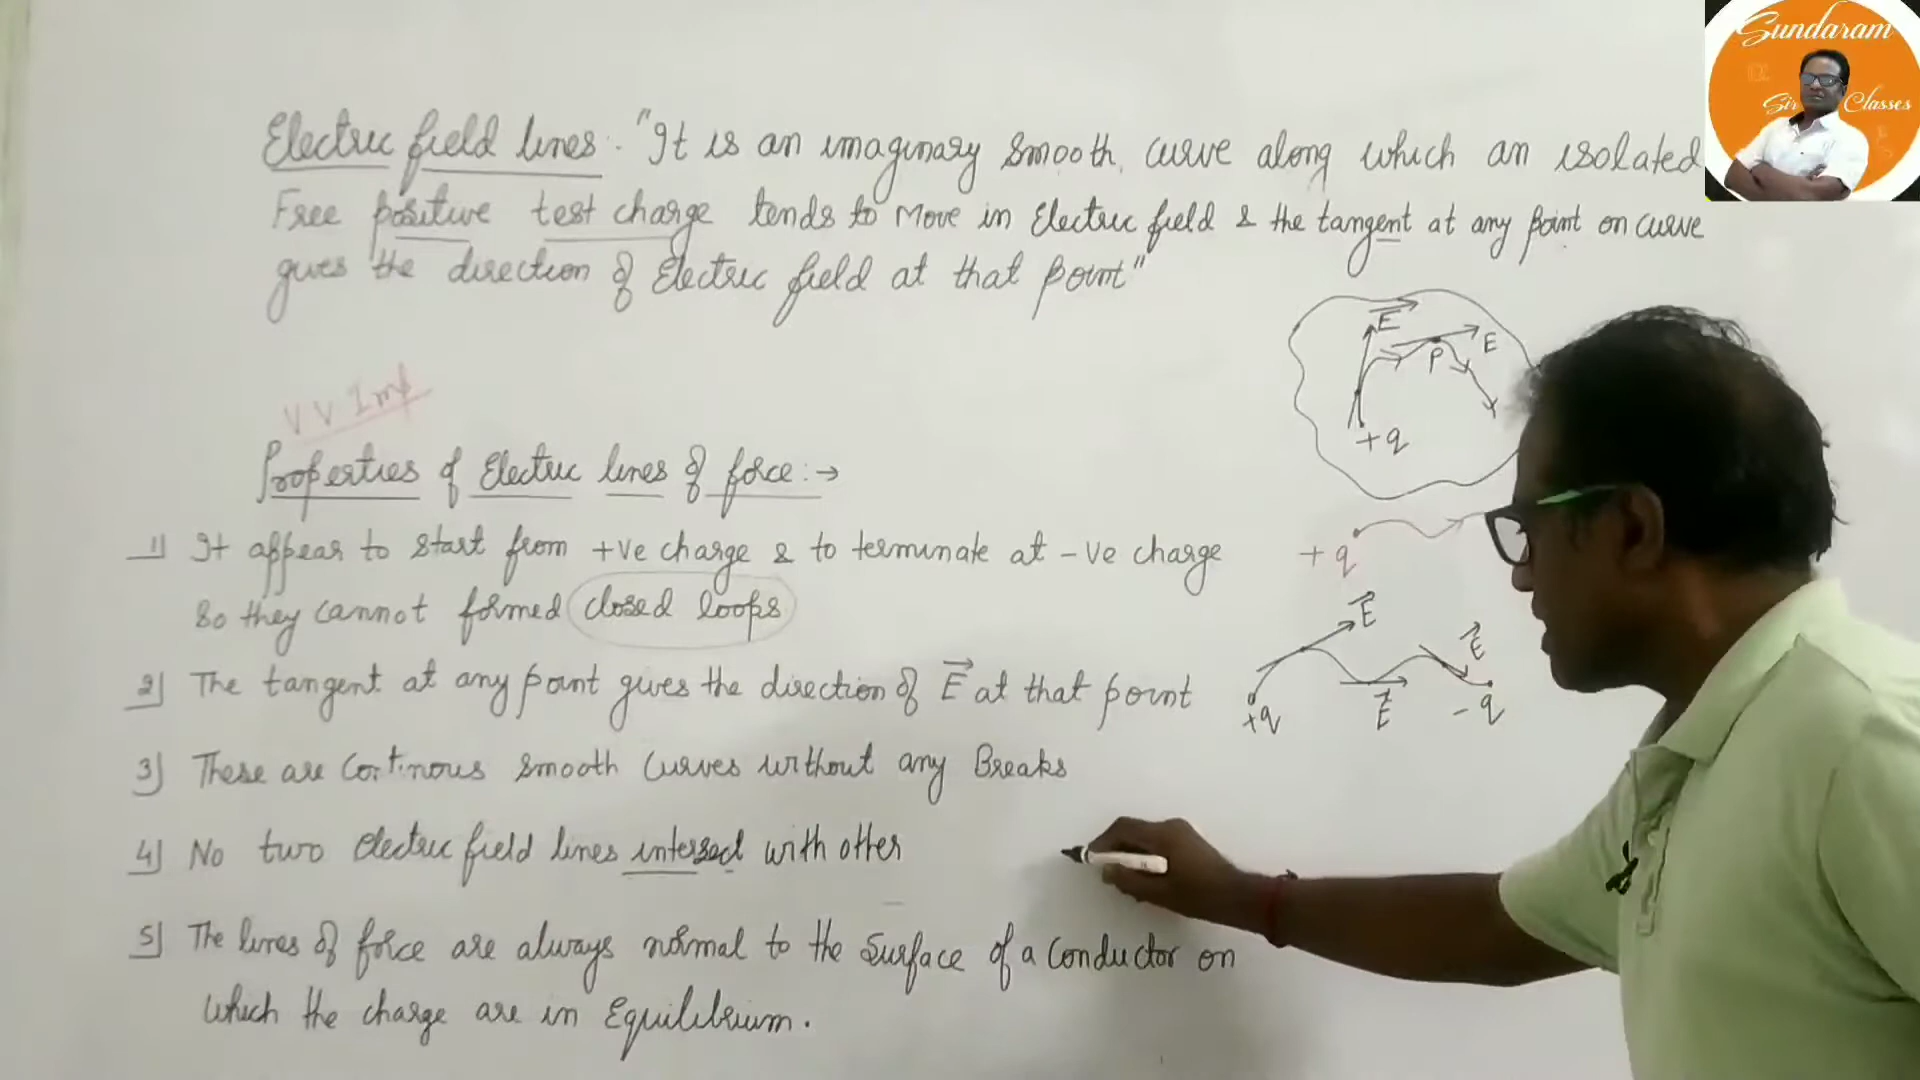 Sundaram
Sir Classes
Electric field lines: "It is an imaginary smooth curve along which an isolated
Free positive test charge tends to Move in Electric field & the tangent at any point on curve
gives the direction of Electric field at that point"
E
E
P
+q
V V Imp
Properties of Electric lines of force:→
1) It appear to start from +ve charge & to terminate at -ve charge
So they cannot formed closed loops
+q
E
E
E
+q
-q
2) The tangent at any point gives the direction of E at that point
3) These are Continous smooth Curves without any Breaks
4) No two electric field lines intersect with other
5) The lines of force are always normal to the Surface of a Conductor on
which the charge are in Equilibrium.